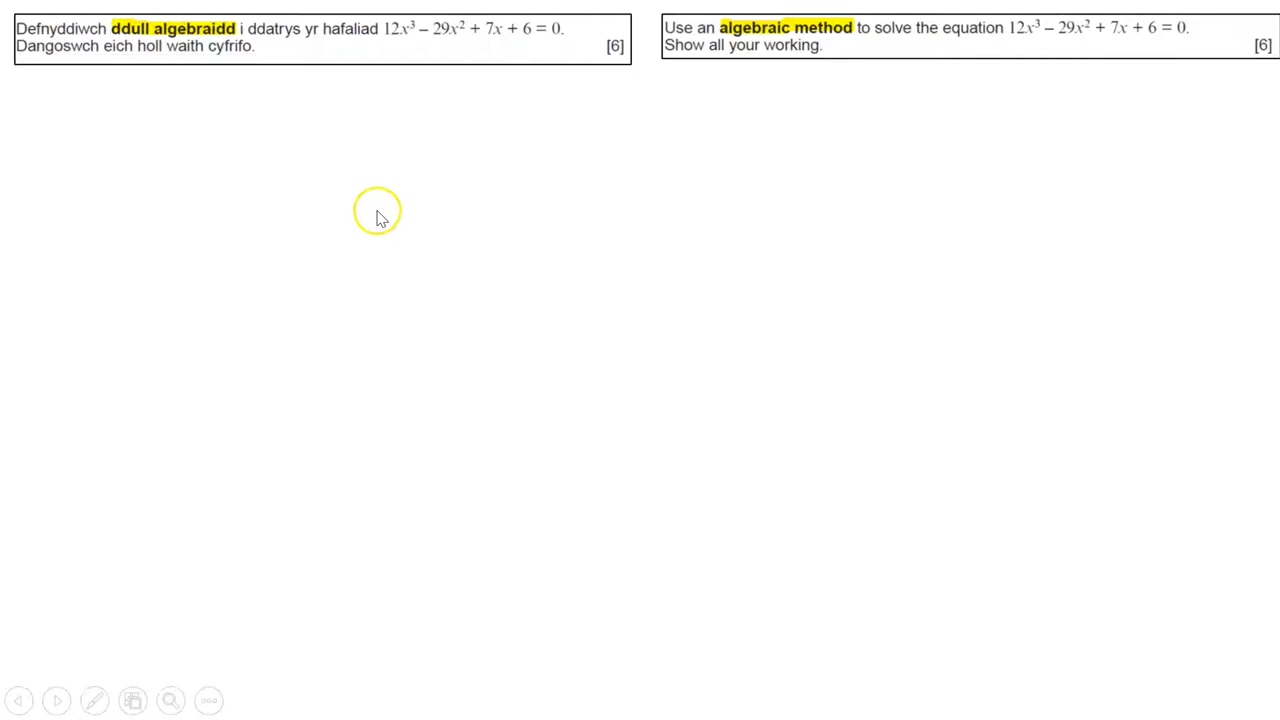 Defnyddiwch ddull algebraidd i ddatrys yr hafaliad 12x³ – 29x² + 7x + 6 = 0.
Dangoswch eich holl waith cyfrifo. [6]
Use an algebraic method to solve the equation 12x³ – 29x² + 7x + 6 = 0.
Show all your working. [6]